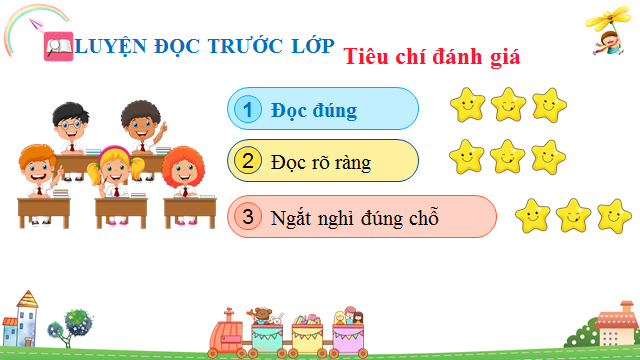 LUYỆN ĐỌC TRƯỚC LỚP
Tiêu chí đánh giá
1 Đọc đúng
2 Đọc rõ ràng
3 Ngắt nghỉ đúng chỗ